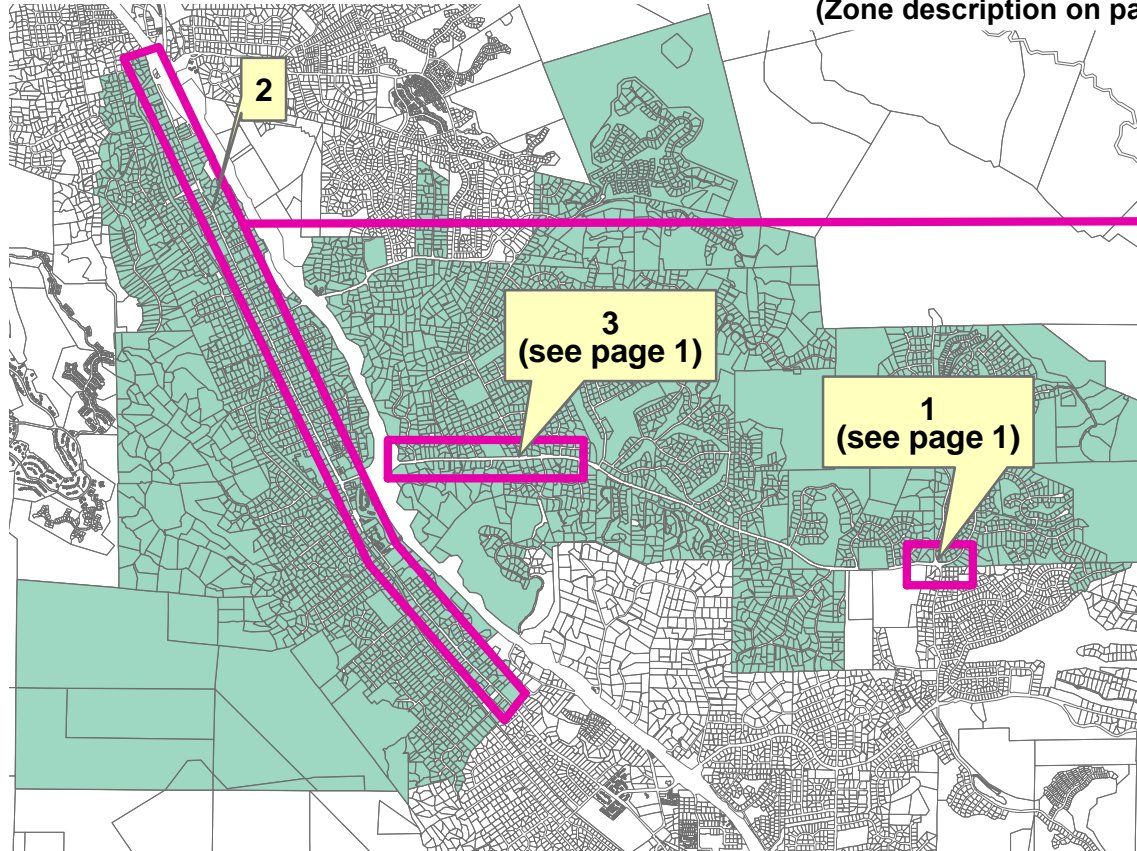 (Zone description on pa
2
3
(see page 1)
1
(see page 1)